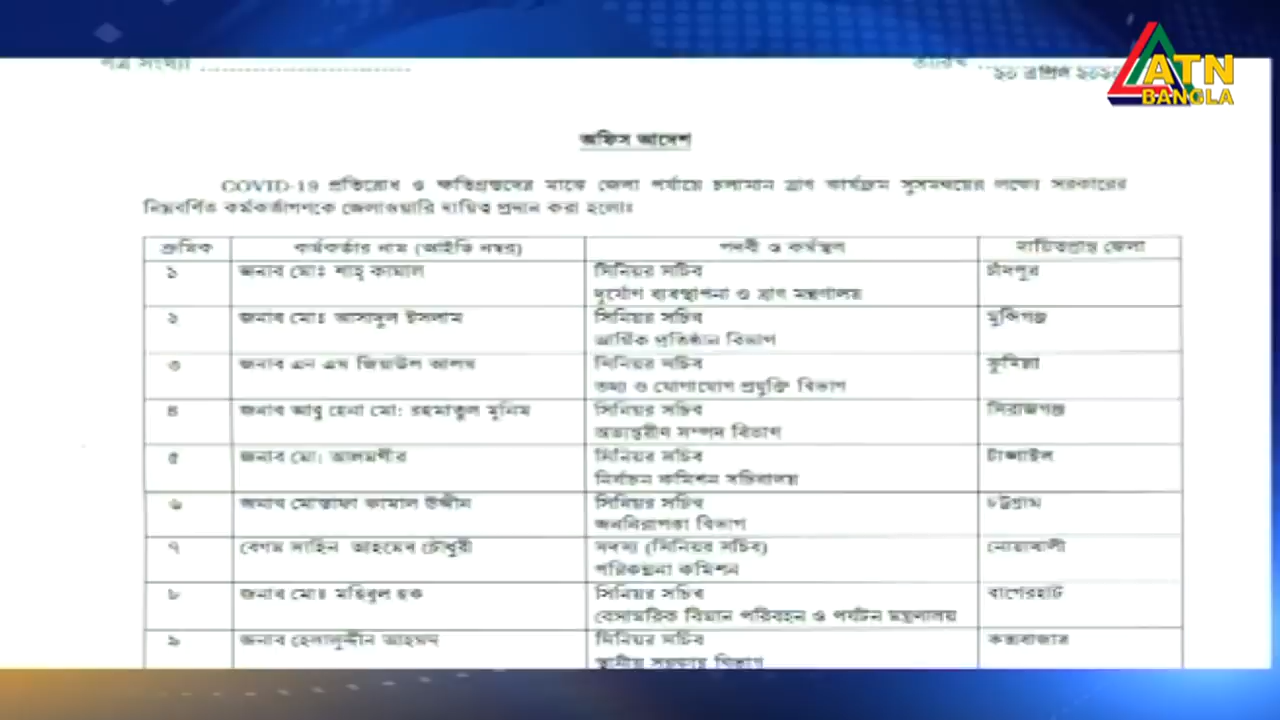 পত্র সংখ্যা ................................
তারিখ
২০ এপ্রিল
ATN
BANGLA
অফিস আদেশ
COVID-19 প্রতিরোধ ও ক্ষতিগ্রস্তদের মাঝে জেলা পর্যায়ে চলমান ত্রাণ কার্যক্রম সুসমন্বয়ের লক্ষ্যে সরকারের
নিম্নবর্ণিত কর্মকর্তাগণকে জেলাওয়ারি দায়িত্ব প্রদান করা হলোঃ
ক্রমিক কর্মকর্তার নাম (আইডি নম্বর) পদবী ও কর্মস্থল দায়িত্বপ্রাপ্ত জেলা
১ জনাব মোঃ শাহ্ কামাল সিনিয়র সচিব চাঁদপুর
দুর্যোগ ব্যবস্থাপনা ও ত্রাণ মন্ত্রণালয়
২ জনাব মোঃ আসাদুল ইসলাম সিনিয়র সচিব মুন্সিগঞ্জ
আর্থিক প্রতিষ্ঠান বিভাগ
৩ জনাব এন এম জিয়াউল আলম সিনিয়র সচিব কুমিল্লা
তথ্য ও যোগাযোগ প্রযুক্তি বিভাগ
৪ জনাব আবু হেনা মো: রহমাতুল মুনিম সিনিয়র সচিব সিরাজগঞ্জ
অভ্যন্তরীণ সম্পদ বিভাগ
৫ জনাব মো: আলমগীর সিনিয়র সচিব টাঙ্গাইল
নির্বাচন কমিশন সচিবালয়
৬ জনাব মোস্তাফা কামাল উদ্দীন সিনিয়র সচিব চট্টগ্রাম
জননিরাপত্তা বিভাগ
৭ বেগম সাহিন আহমেদ চৌধুরী সদস্য (সিনিয়র সচিব) নোয়াখালী
পরিকল্পনা কমিশন
৮ জনাব মোঃ মহিবুল হক সিনিয়র সচিব বাগেরহাট
বেসামরিক বিমান পরিবহন ও পর্যটন মন্ত্রণালয়
৯ জনাব হেলালুদ্দীন আহমদ সিনিয়র সচিব কক্সবাজার
স্থানীয় সরকার বিভাগ